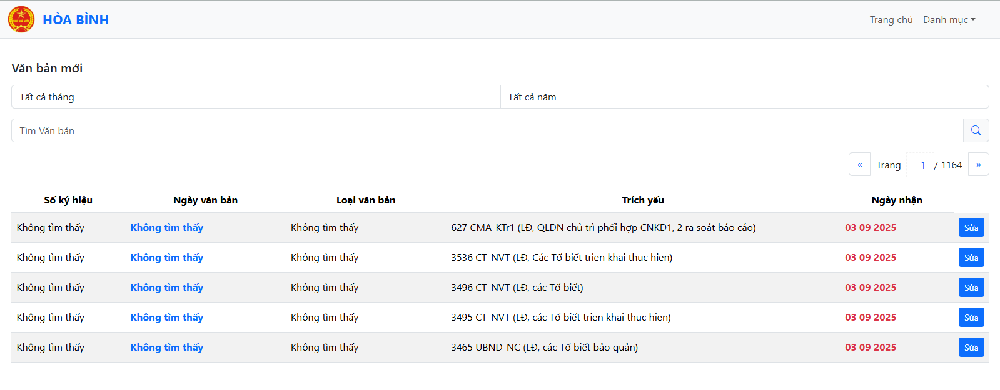 HÒA BÌNH
Trang chủ Danh mục
Văn bản mới
Tất cả tháng Tất cả năm
Tìm Văn bản
« Trang 1 / 1164 »
Số ký hiệu Ngày văn bản Loại văn bản Trích yếu Ngày nhận
Không tìm thấy Không tìm thấy Không tìm thấy 627 CMA-KTr1 (LĐ, QLDN chủ trì phối hợp CNKD1, 2 ra soát báo cáo) 03 09 2025 Sửa
Không tìm thấy Không tìm thấy Không tìm thấy 3536 CT-NVT (LĐ, Các Tổ biết trien khai thuc hien) 03 09 2025 Sửa
Không tìm thấy Không tìm thấy Không tìm thấy 3496 CT-NVT (LĐ, các Tổ biết) 03 09 2025 Sửa
Không tìm thấy Không tìm thấy Không tìm thấy 3495 CT-NVT (LĐ, các Tổ biết trien khai thuc hien) 03 09 2025 Sửa
Không tìm thấy Không tìm thấy Không tìm thấy 3465 UBND-NC (LĐ, các Tổ biết bảo quản) 03 09 2025 Sửa